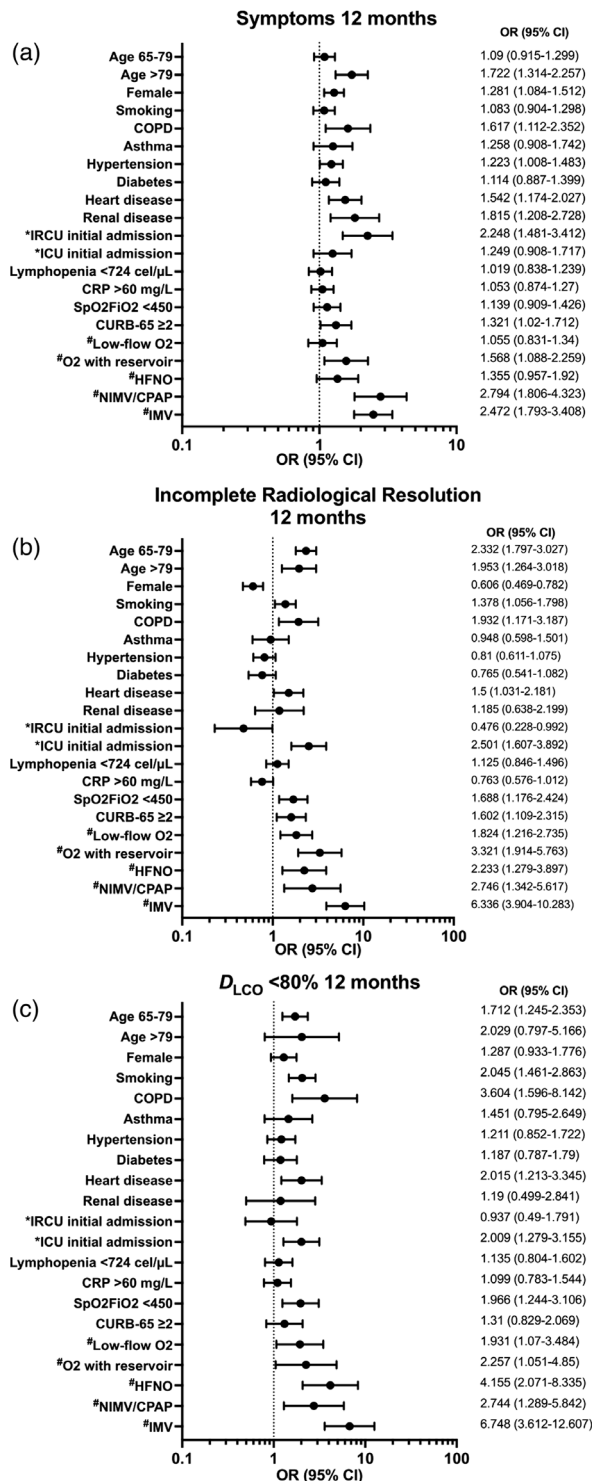 Symptoms 12 months
(a)
OR (95% CI)
Age 65-79 1.09 (0.915-1.299)
Age >79 1.722 (1.314-2.257)
Female 1.281 (1.084-1.512)
Smoking 1.083 (0.904-1.298)
COPD 1.617 (1.112-2.352)
Asthma 1.258 (0.908-1.742)
Hypertension 1.223 (1.008-1.483)
Diabetes 1.114 (0.887-1.399)
Heart disease 1.542 (1.174-2.027)
Renal disease 1.815 (1.208-2.728)
*IRCU initial admission 2.248 (1.481-3.412)
*ICU initial admission 1.249 (0.908-1.717)
Lymphopenia <724 cel/µL 1.019 (0.838-1.239)
CRP >60 mg/L 1.053 (0.874-1.27)
SpO2FiO2 <450 1.139 (0.909-1.426)
CURB-65 ≥2 1.321 (1.02-1.712)
#Low-flow O2 1.055 (0.831-1.34)
#O2 with reservoir 1.568 (1.088-2.259)
#HFNO 1.355 (0.957-1.92)
#NIMV/CPAP 2.794 (1.806-4.323)
#IMV 2.472 (1.793-3.408)
0.1 1 10
OR (95% CI)
Incomplete Radiological Resolution
12 months
(b)
OR (95% CI)
Age 65-79 2.332 (1.797-3.027)
Age >79 1.953 (1.264-3.018)
Female 0.606 (0.469-0.782)
Smoking 1.378 (1.056-1.798)
COPD 1.932 (1.171-3.187)
Asthma 0.948 (0.598-1.501)
Hypertension 0.81 (0.611-1.075)
Diabetes 0.765 (0.541-1.082)
Heart disease 1.5 (1.031-2.181)
Renal disease 1.185 (0.638-2.199)
*IRCU initial admission 0.476 (0.228-0.992)
*ICU initial admission 2.501 (1.607-3.892)
Lymphopenia <724 cel/µL 1.125 (0.846-1.496)
CRP >60 mg/L 0.763 (0.576-1.012)
SpO2FiO2 <450 1.688 (1.176-2.424)
CURB-65 ≥2 1.602 (1.109-2.315)
#Low-flow O2 1.824 (1.216-2.735)
#O2 with reservoir 3.321 (1.914-5.763)
#HFNO 2.233 (1.279-3.897)
#NIMV/CPAP 2.746 (1.342-5.617)
#IMV 6.336 (3.904-10.283)
0.1 1 10 100
OR (95% CI)
DLCO <80% 12 months
(c)
OR (95% CI)
Age 65-79 1.712 (1.245-2.353)
Age >79 2.029 (0.797-5.166)
Female 1.287 (0.933-1.776)
Smoking 2.045 (1.461-2.863)
COPD 3.604 (1.596-8.142)
Asthma 1.451 (0.795-2.649)
Hypertension 1.211 (0.852-1.722)
Diabetes 1.187 (0.787-1.79)
Heart disease 2.015 (1.213-3.345)
Renal disease 1.19 (0.499-2.841)
*IRCU initial admission 0.937 (0.49-1.791)
*ICU initial admission 2.009 (1.279-3.155)
Lymphopenia <724 cel/µL 1.135 (0.804-1.602)
CRP >60 mg/L 1.099 (0.783-1.544)
SpO2FiO2 <450 1.966 (1.244-3.106)
CURB-65 ≥2 1.31 (0.829-2.069)
#Low-flow O2 1.931 (1.07-3.484)
#O2 with reservoir 2.257 (1.051-4.85)
#HFNO 4.155 (2.071-8.335)
#NIMV/CPAP 2.744 (1.289-5.842)
#IMV 6.748 (3.612-12.607)
0.1 1 10 100
OR (95% CI)